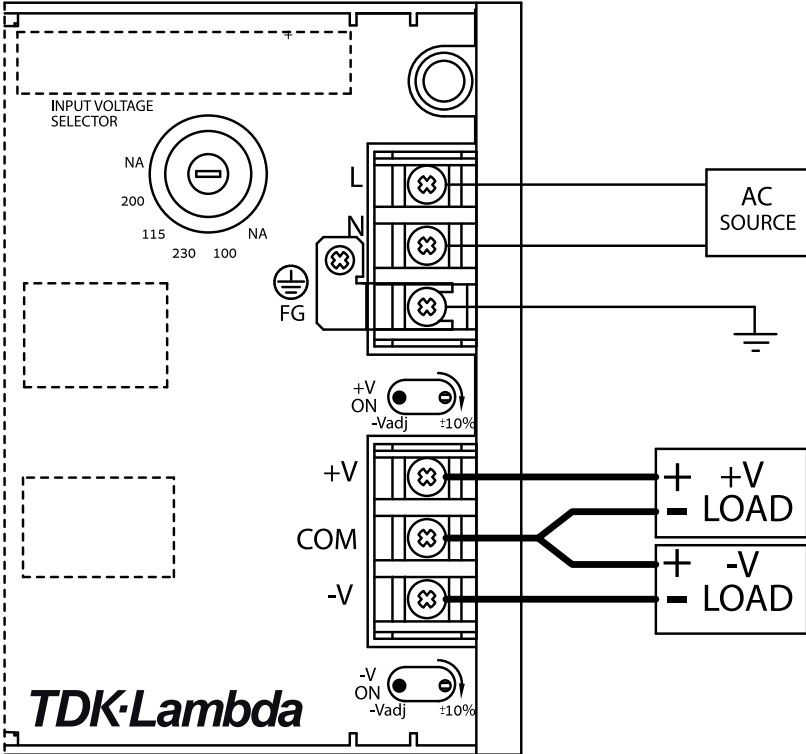 INPUT VOLTAGE
SELECTOR
NA
200
115
230
100
NA
L
N
FG
AC
SOURCE
+V
ON
-Vadj
±10%
+V
COM
-V
+ +V
- LOAD
+ -V
- LOAD
-V
ON
-Vadj
±10%
TDK·Lambda